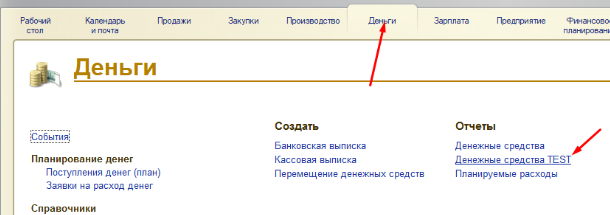 Рабочий стол
Календарь и почта
Продажи
Закупки
Производство
Деньги
Зарплата
Предприятие
Финансовое
Деньги
События
Планирование денег
Поступления денег (план)
Заявки на расход денег
Справочники
Создать
Банковская выписка
Кассовая выписка
Перемещение денежных средств
Отчеты
Денежные средства
Денежные средства TEST
Планируемые расходы